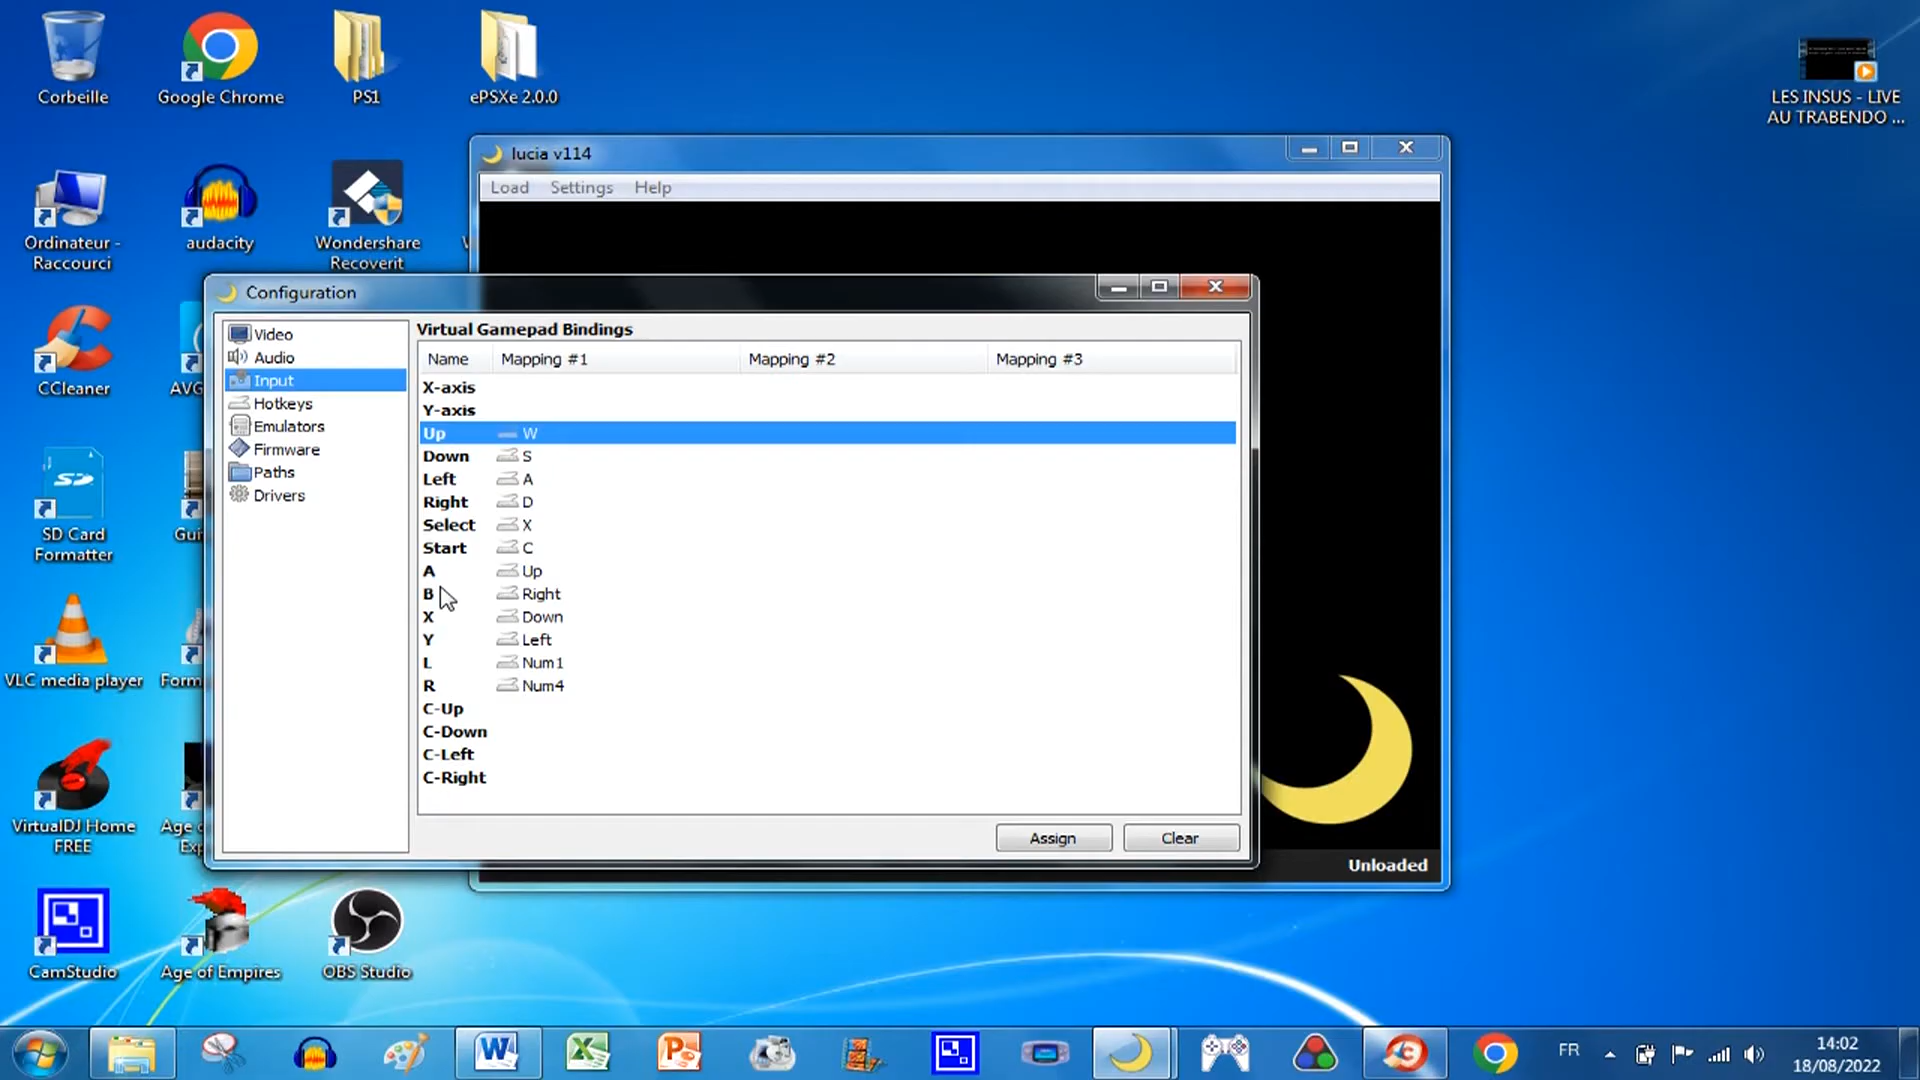 Corbeille
Google Chrome
PS1
ePSXe 2.0.0
LES INSUS - LIVE
AU TRABENDO ...
Ordinateur -
Raccourci
audacity
Wondershare
Recoverit
CCleaner
AVG
SD Card
Formatter
VLC media player
VirtualDJ Home
FREE
CamStudio
Age of Empires
OBS Studio
lucia v114
Load Settings Help
Configuration
Video
Audio
Input
Hotkeys
Emulators
Firmware
Paths
Drivers
Virtual Gamepad Bindings
Name Mapping #1 Mapping #2 Mapping #3
X-axis
Y-axis
Up W
Down S
Left A
Right D
Select X
Start C
A Up
B Right
X Down
Y Left
L Num1
R Num4
C-Up
C-Down
C-Left
C-Right
Assign Clear
Unloaded
FR
14:02
18/08/2022